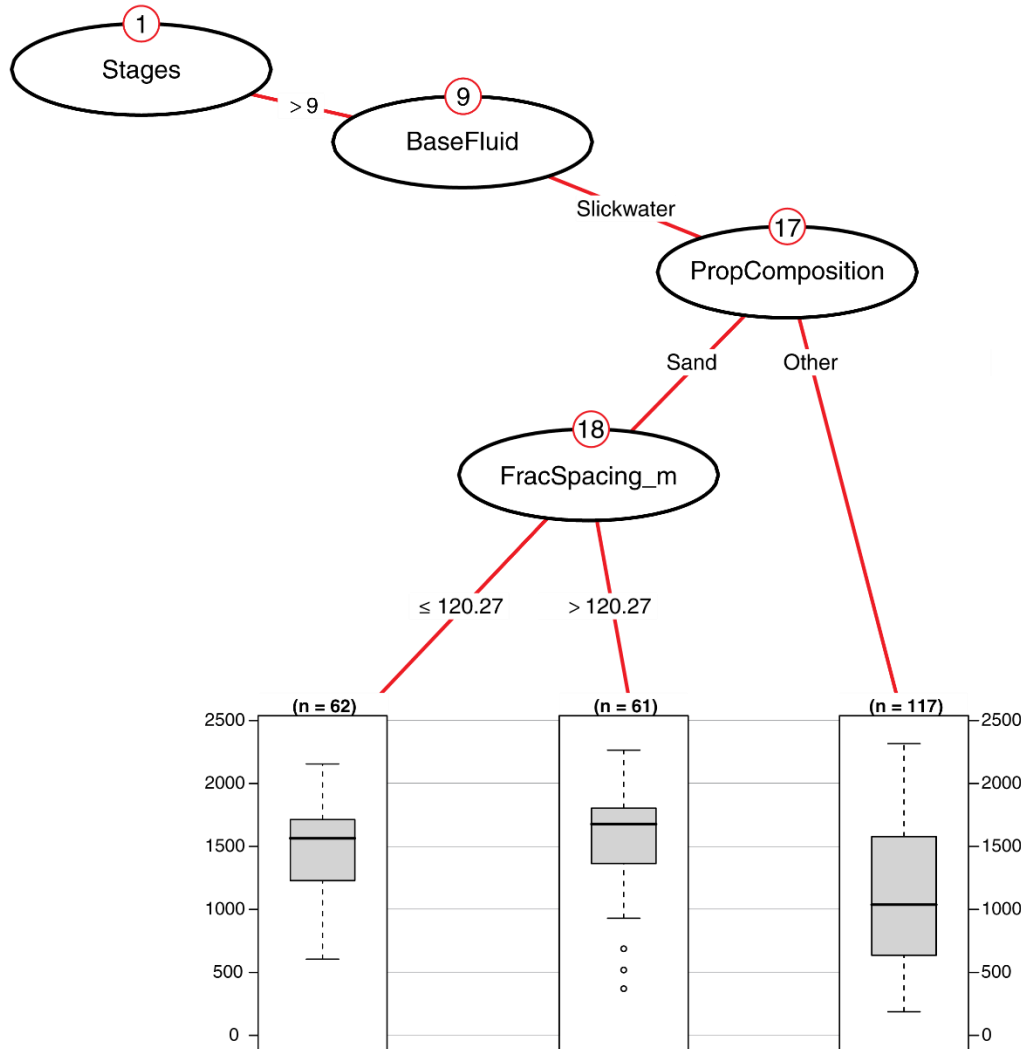 1
Stages
> 9
9
BaseFluid
Slickwater
17
PropComposition
Sand
Other
18
FracSpacing_m
≤ 120.27
> 120.27
(n = 62)
(n = 61)
(n = 117)
2500
2500
2000
2000
1500
1500
1000
1000
500
500
0
0